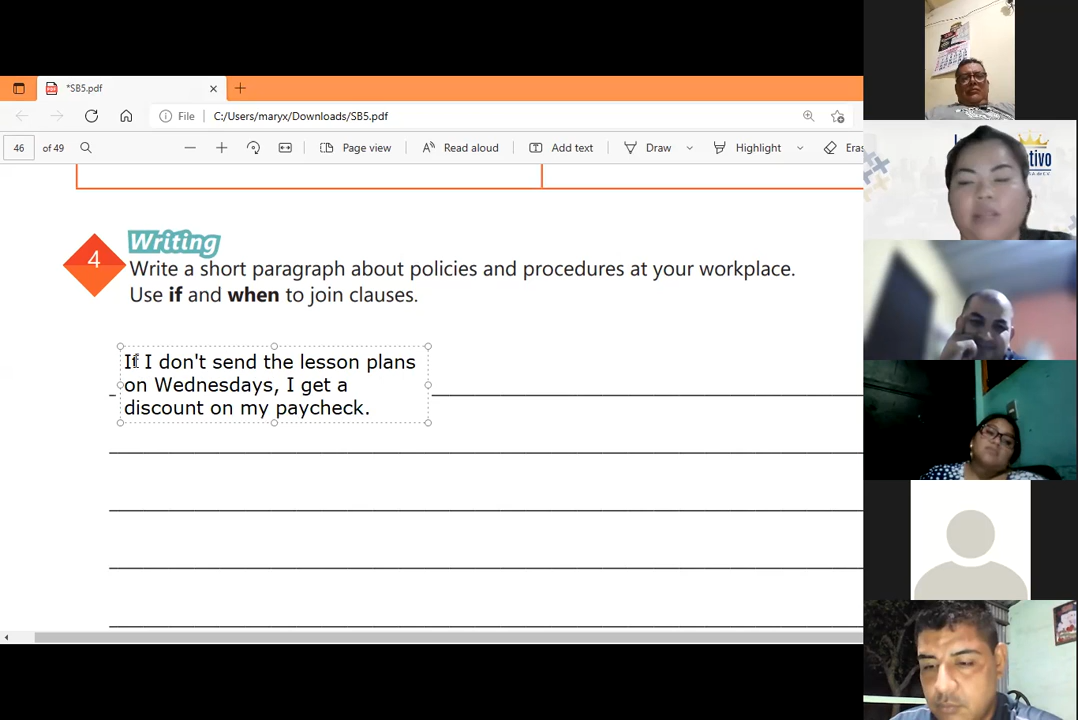 *SB5.pdf
File C:/Users/maryx/Downloads/SB5.pdf
46 of 49 Page view Read aloud Add text Draw Highlight Eras
Writing
4
Write a short paragraph about policies and procedures at your workplace.
Use if and when to join clauses.
If I don't send the lesson plans
on Wednesdays, I get a
discount on my paycheck.
tivo